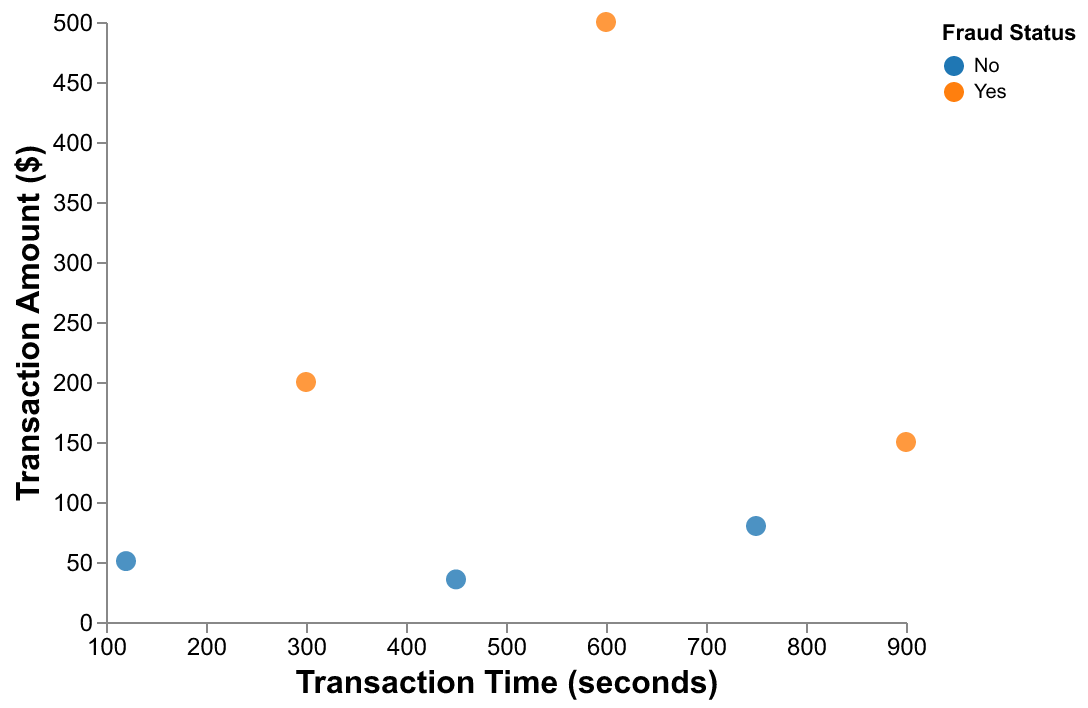 500
450
400
350
300
250
200
150
100
50
0
Transaction Amount ($)
100 200 300 400 500 600 700 800 900
Transaction Time (seconds)
Fraud Status
No
Yes